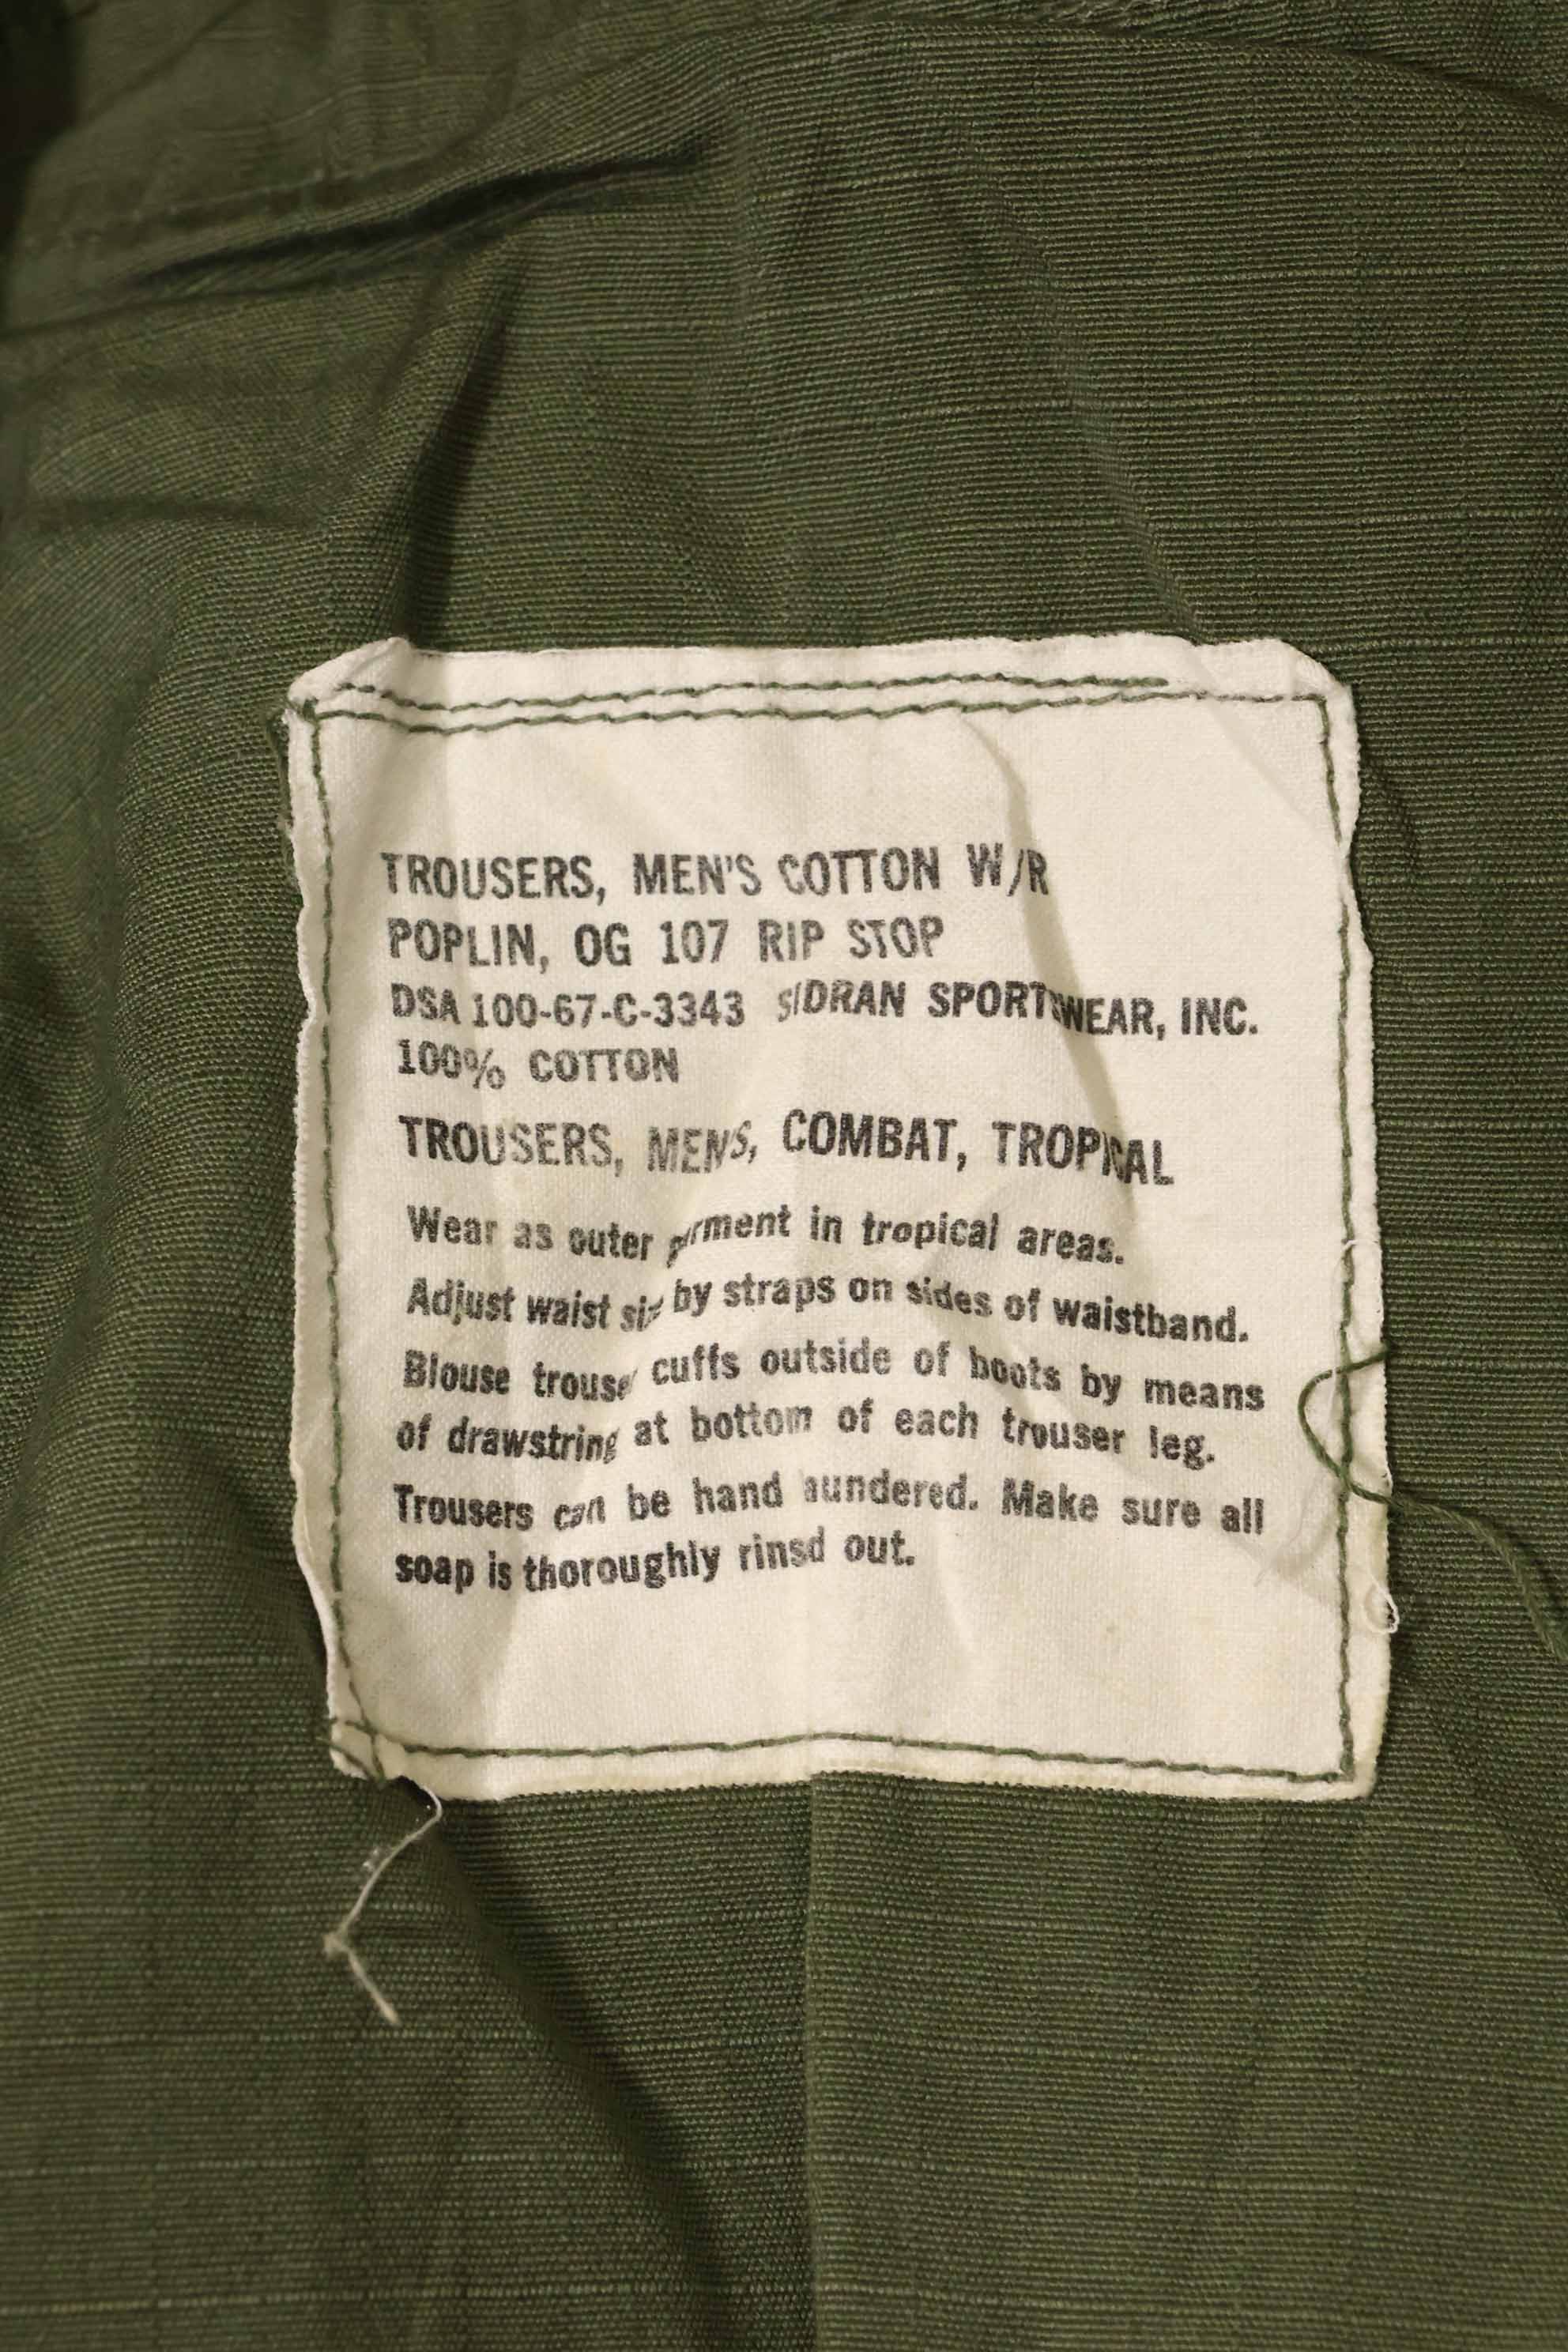 TROUSERS, MEN'S COTTON W/R
POPLIN, OG 107 RIP STOP
DSA 100-67-C-3343 SIDRAN SPORTSWEAR, INC.
100% COTTON
TROUSERS, MENS, COMBAT, TROPICAL
Wear as outer garment in tropical areas.
Adjust waist size by straps on sides of waistband.
Blouse trouser cuffs outside of boots by means
of drawstring at bottom of each trouser leg.
Trousers can be hand laundered. Make sure all
soap is thoroughly rinsed out.